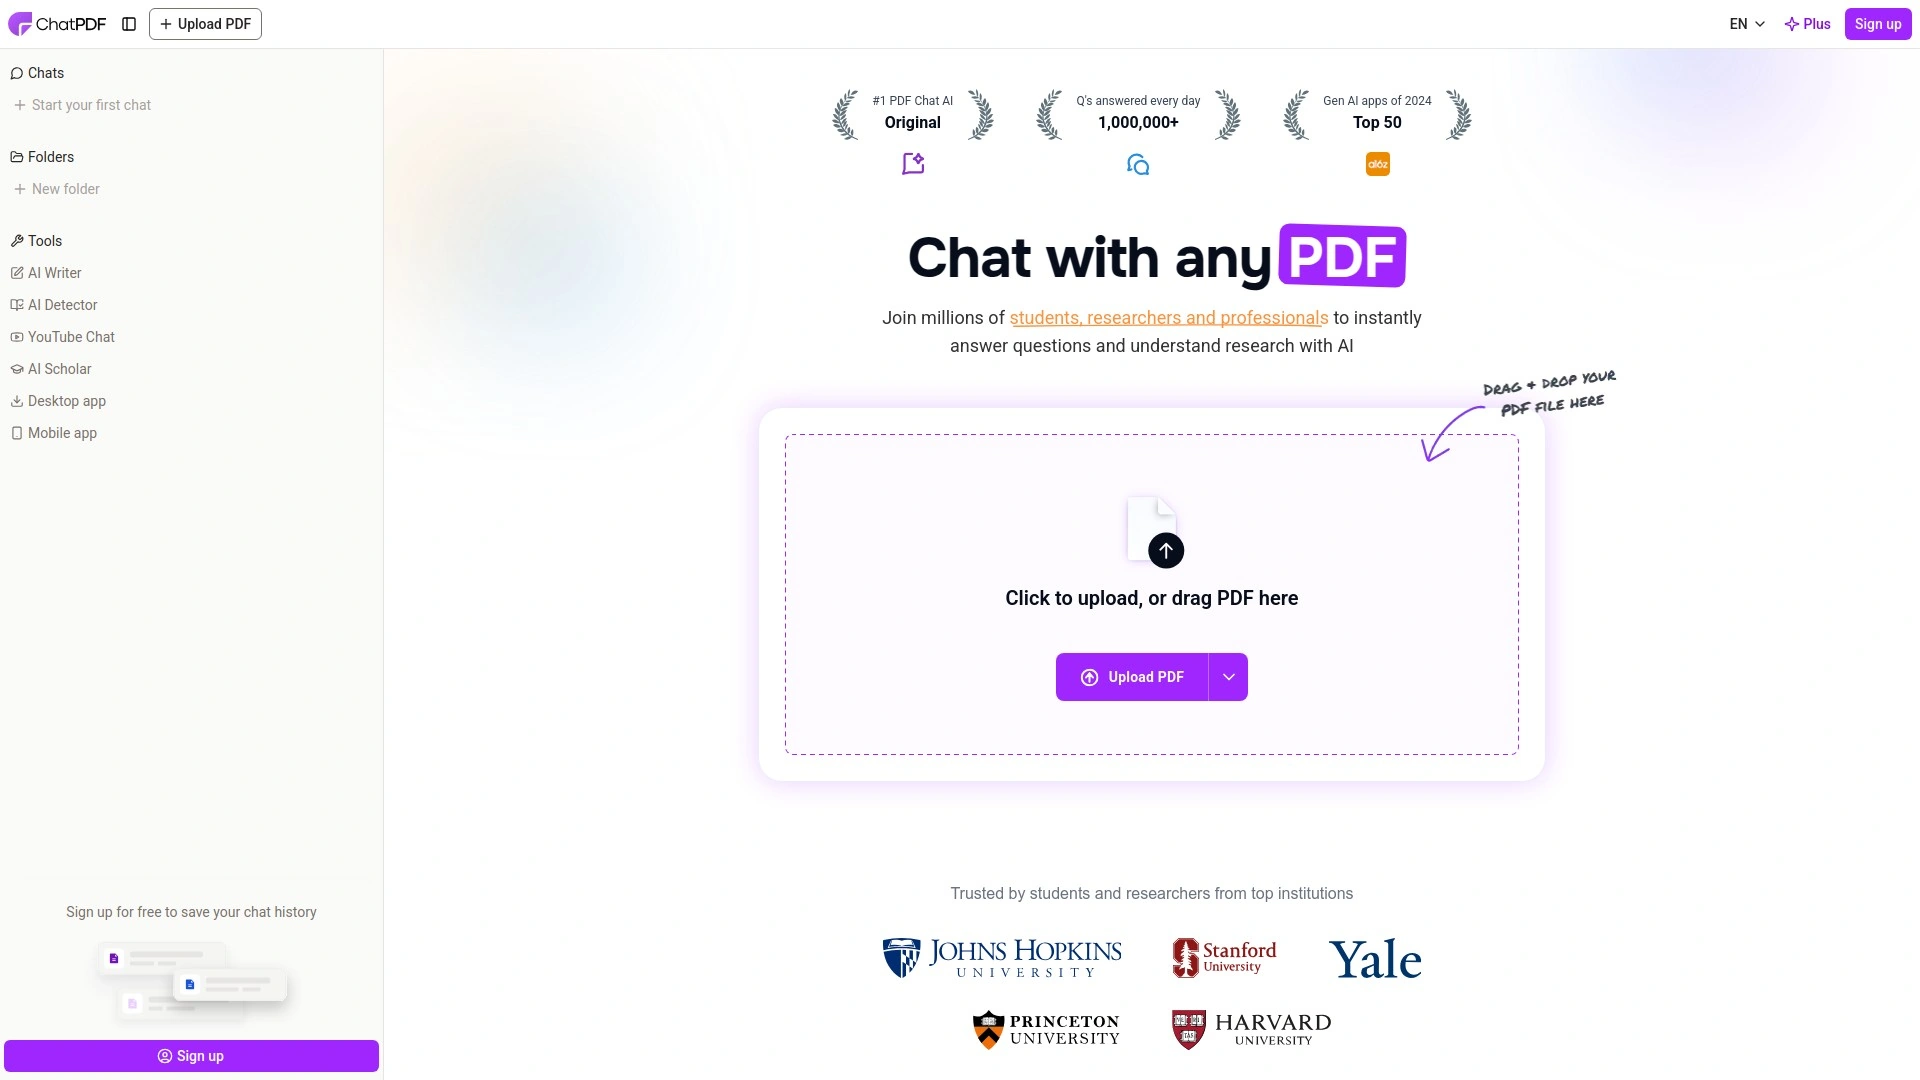 ChatPDF
Upload PDF
EN
Plus
Sign up
Chats
Start your first chat
Folders
New folder
Tools
AI Writer
AI Detector
YouTube Chat
AI Scholar
Desktop app
Mobile app
Sign up for free to save your chat history
Sign up
#1 PDF Chat AI
Original
Q's answered every day
1,000,000+
Gen AI apps of 2024
Top 50
a16z
Chat with any PDF
Join millions of students, researchers and professionals to instantly
answer questions and understand research with AI
DRAG & DROP YOUR
PDF FILE HERE
Click to upload, or drag PDF here
Upload PDF
Trusted by students and researchers from top institutions
JOHNS HOPKINS
UNIVERSITY
Stanford
University
Yale
PRINCETON
UNIVERSITY
HARVARD
UNIVERSITY